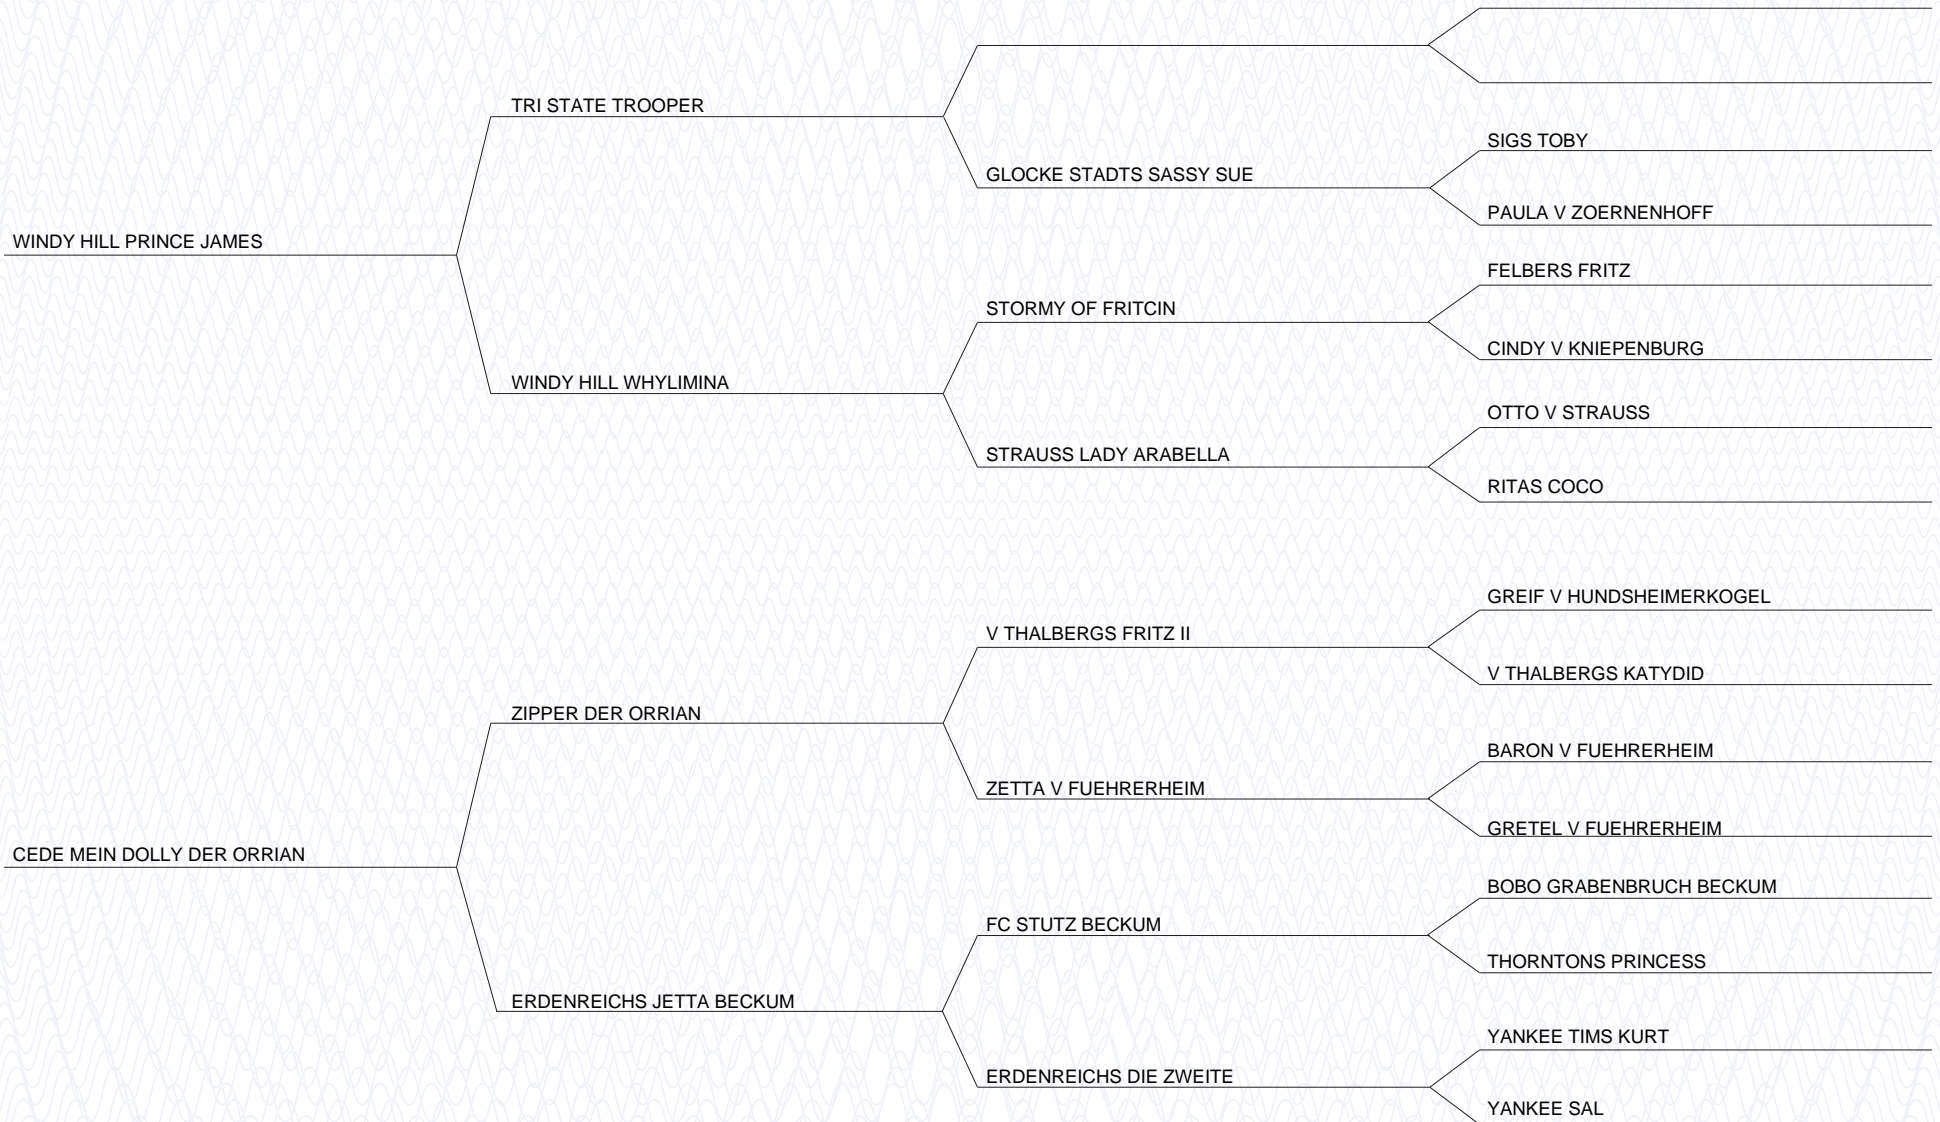 TRI STATE TROOPER
SIGS TOBY
GLOCKE STADTS SASSY SUE
PAULA V ZOERNENHOFF
WINDY HILL PRINCE JAMES
FELBERS FRITZ
STORMY OF FRITCIN
CINDY V KNIEPENBURG
WINDY HILL WHYLIMINA
OTTO V STRAUSS
STRAUSS LADY ARABELLA
RITAS COCO
GREIF V HUNDSHEIMERKOGEL
V THALBERGS FRITZ II
V THALBERGS KATYDID
ZIPPER DER ORRIAN
BARON V FUEHRERHEIM
ZETTA V FUEHRERHEIM
GRETEL V FUEHRERHEIM
CEDE MEIN DOLLY DER ORRIAN
BOBO GRABENBRUCH BECKUM
FC STUTZ BECKUM
THORNTONS PRINCESS
ERDENREICHS JETTA BECKUM
YANKEE TIMS KURT
ERDENREICHS DIE ZWEITE
YANKEE SAL